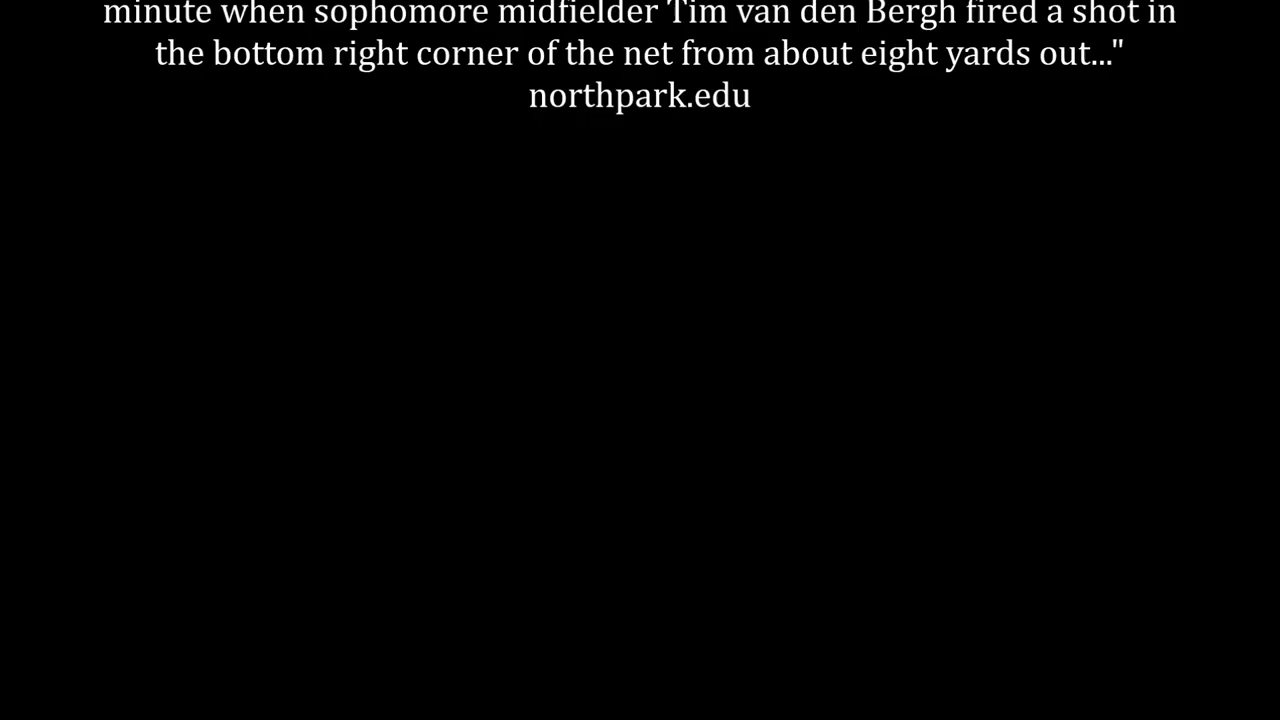 minute when sophomore midfielder Tim van den Bergh fired a shot in
the bottom right corner of the net from about eight yards out..."
northpark.edu